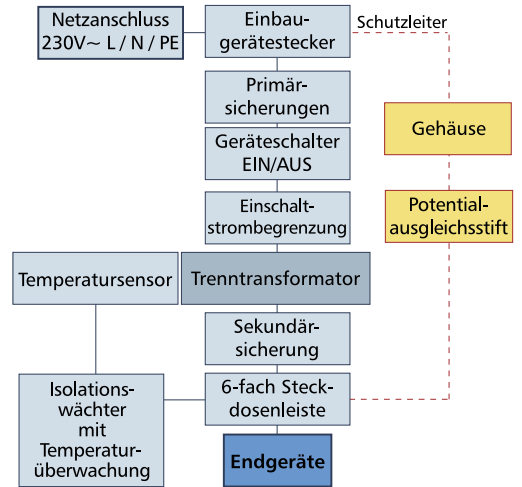 Netzanschluss
230V~ L / N / PE
Einbau-
gerätestecker
Schutzleiter
Primär-
sicherungen
Gehäuse
Geräteschalter
EIN/AUS
Einschalt-
strombegrenzung
Potential-
ausgleichsstift
Temperatursensor
Trenntransformator
Sekundär-
sicherung
Isolations-
wächter
mit
Temperatur-
überwachung
6-fach Steck-
dosenleiste
Endgeräte